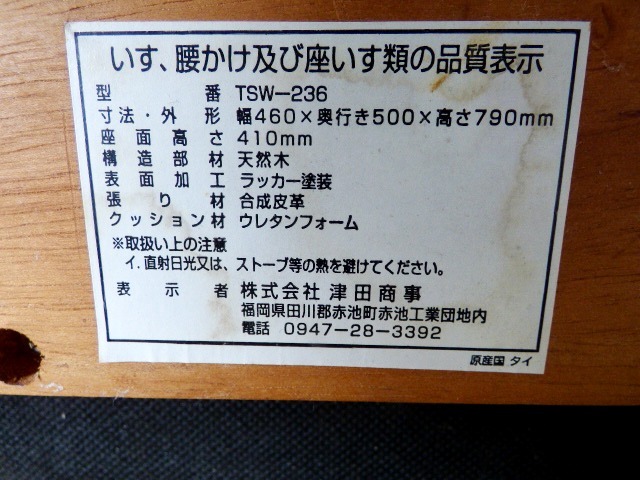 いす、腰かけ及び座いす類の品質表示
型番 TSW-236
寸法・外形 幅460×奥行き500×高さ790mm
座面高さ 410mm
構造部材 天然木
表面加工 ラッカー塗装
張り材 合成皮革
クッション材 ウレタンフォーム
※取扱い上の注意
イ.直射日光又は、ストーブ等の熱を避けてください。
表示者 株式会社津田商事
福岡県田川郡赤池町赤池工業団地内
電話 0947-28-3392
原産国 タイ